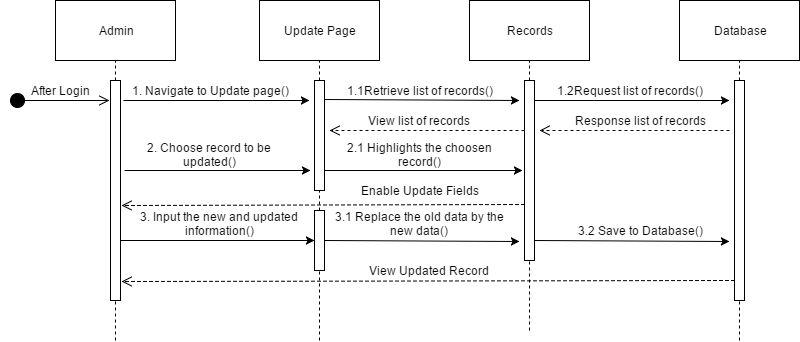 Admin
Update Page
Records
Database
After Login
1. Navigate to Update page()
1.1Retrieve list of records()
1.2Request list of records()
View list of records
Response list of records
2. Choose record to be
updated()
2.1 Highlights the choosen
record()
Enable Update Fields
3. Input the new and updated
information()
3.1 Replace the old data by the
new data()
3.2 Save to Database()
View Updated Record